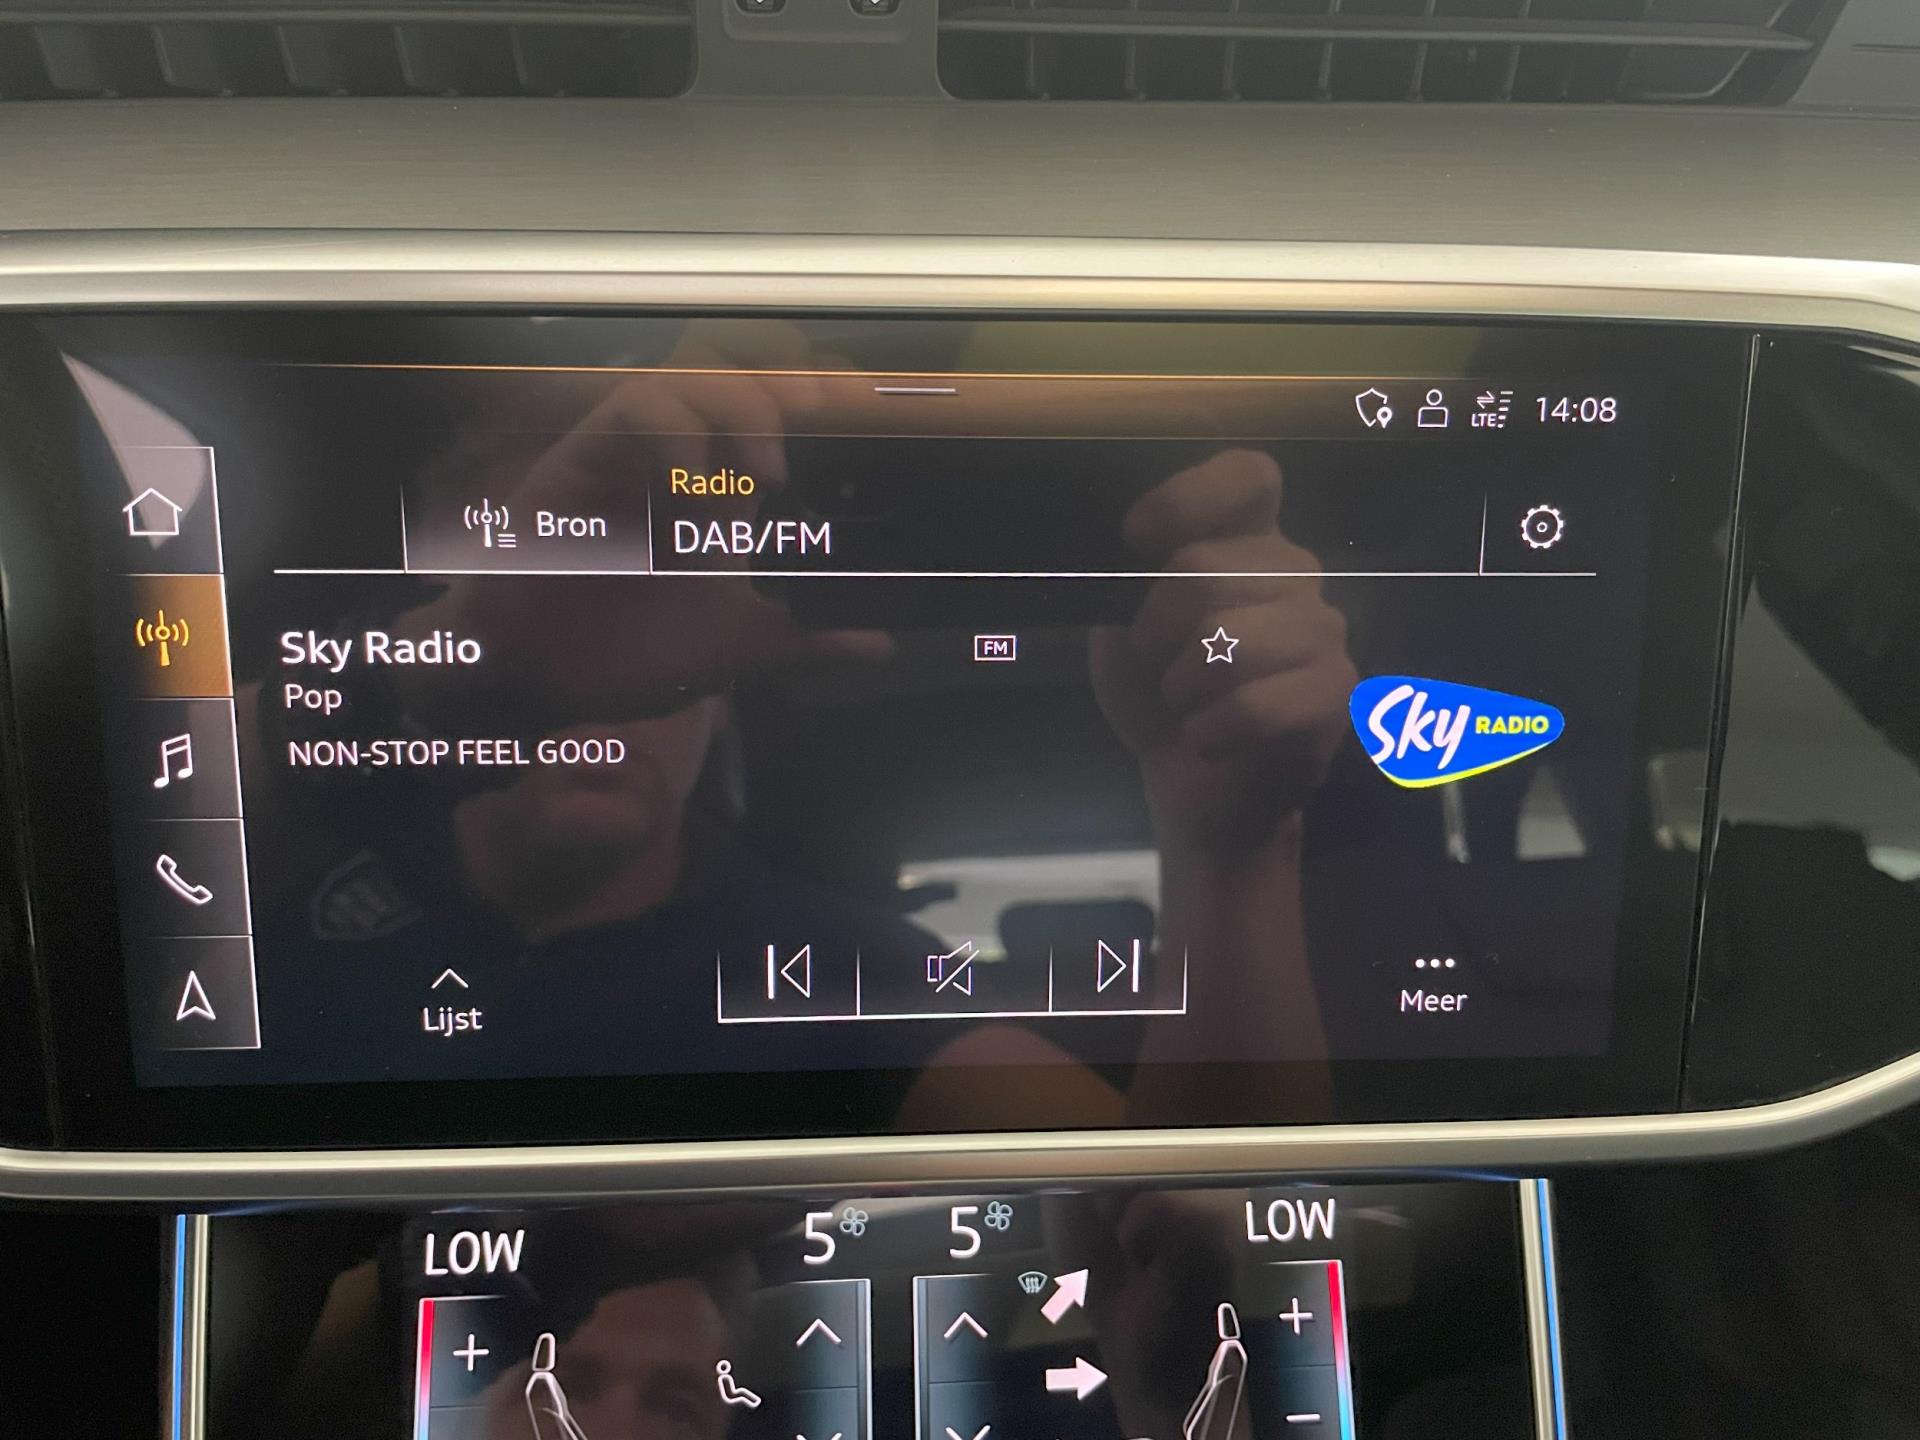 LTE 14:08
Radio
Bron DAB/FM
Sky Radio FM
Pop
Sky RADIO
NON-STOP FEEL GOOD
Lijst Meer
LOW 5 5 LOW